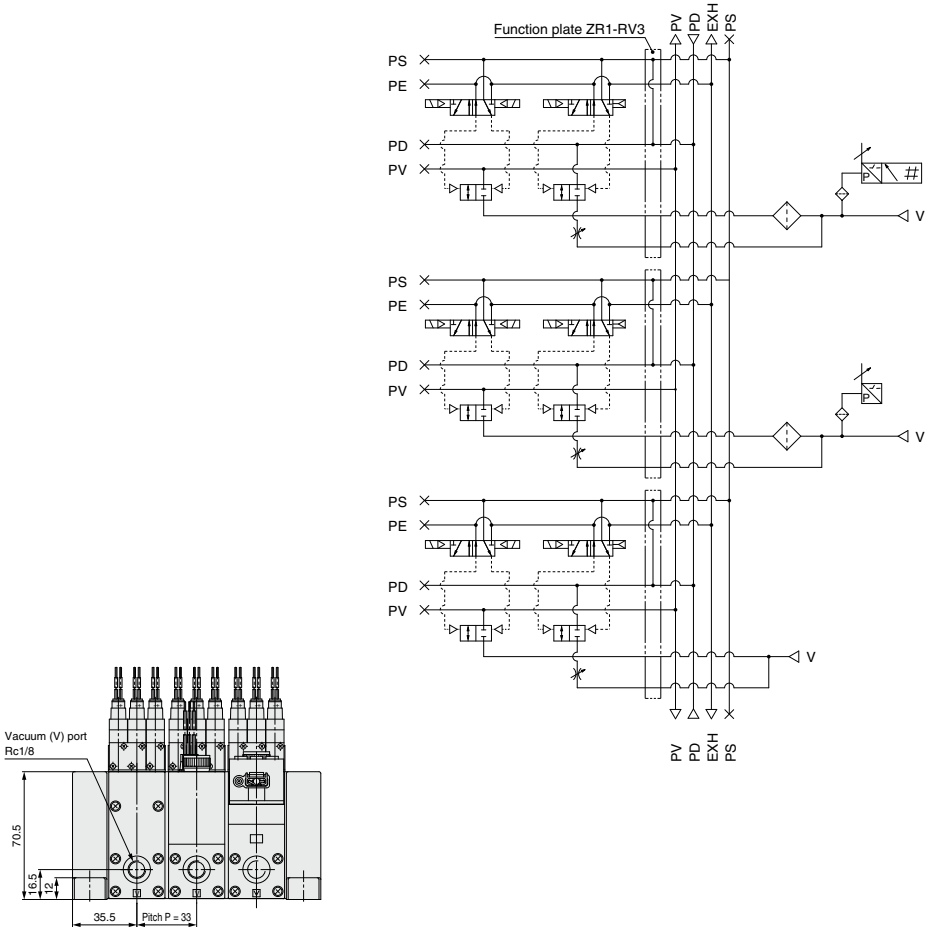 Function plate ZR1-RV3
PV
PD
EXH
PS
PS
PE
PD
PV
P
#
V
PS
PE
PD
PV
P
V
PS
PE
PD
PV
V
PV
PD
EXH
PS
Vacuum (V) port
Rc1/8
70.5
16.5
12
V
V
V
35.5
Pitch P = 33